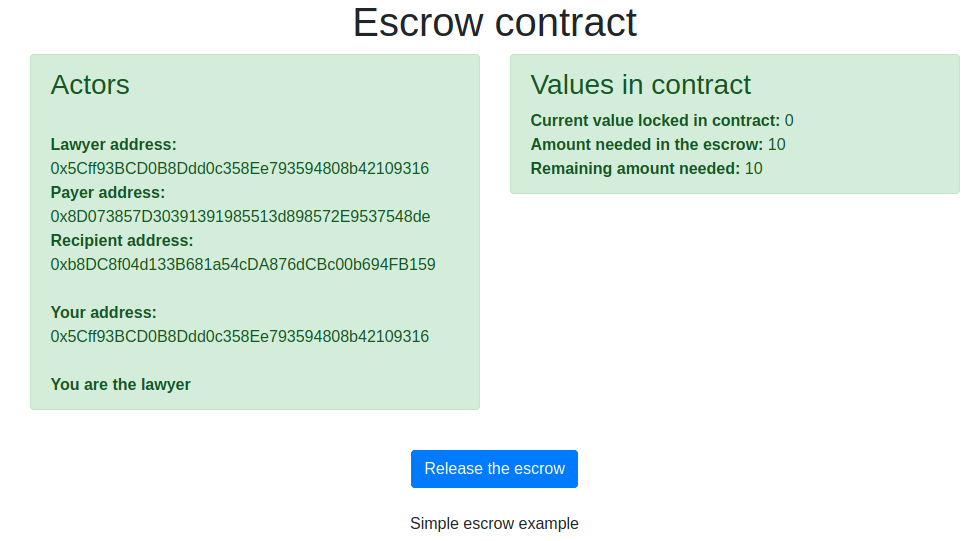 Escrow contract
Actors
Lawyer address:
0x5Cff93BCD0B8Ddd0c358Ee793594808b42109316
Payer address:
0x8D073857D30391391985513d898572E9537548de
Recipient address:
0xb8DC8f04d133B681a54cDA876dCBc00b694FB159
Your address:
0x5Cff93BCD0B8Ddd0c358Ee793594808b42109316
You are the lawyer
Values in contract
Current value locked in contract: 0
Amount needed in the escrow: 10
Remaining amount needed: 10
Release the escrow
Simple escrow example